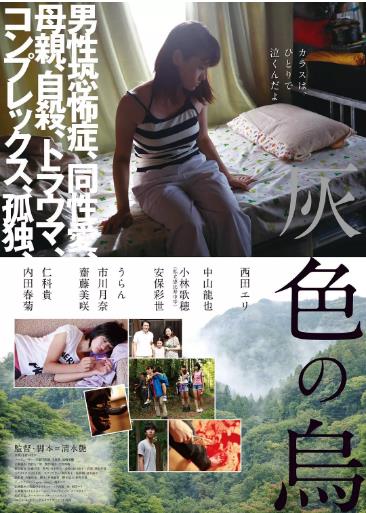 男性恐怖症、同性愛、
母親、自殺、トラウマ、
コンプレックス、孤独、
カラスは、
ひとりで
泣くんだよ
灰色の烏
西田エリ
中山龍也
小林歌穂
安保彩世
うらん
市川月奈
齋藤美咲
仁科貴
内田春菊
監督・脚本=清水艶